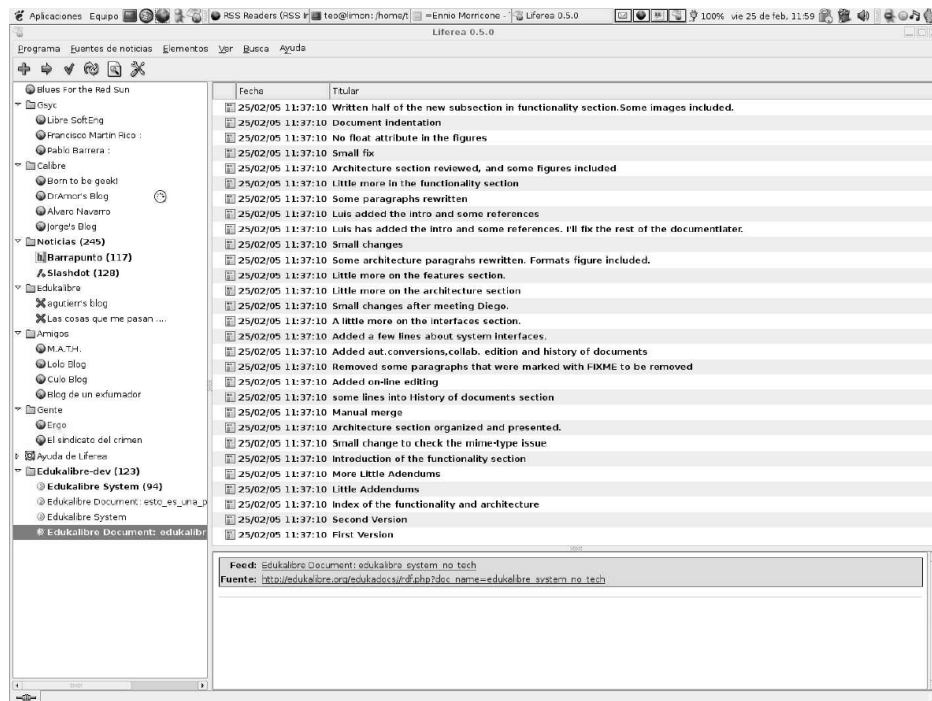 Aplicaciones Equipo RSS Readers (RSS Ir teo@limon: /home/t =Ennio Morricone - Liferea 0.5.0 100% vie 25 de feb, 11:59
Liferea 0.5.0
Programa Fuentes de noticias Elementos Ver Busca Ayuda
Blues For the Red Sun
Gsyc
Libre SoftEng
Francisco Martín Rico :
Pablo Barrera :
Calibre
Born to be geek!
DrAmor's Blog
Alvaro Navarro
Jorge's Blog
Noticias (245)
Barrapunto (117)
Slashdot (128)
Edukalibre
agutierr's blog
Las cosas que me pasan ....
Amigos
M.A.T.H.
Lolo Blog
Culo Blog
Blog de un exfumador
Gente
Ergo
El sindicato del crimen
Ayuda de Liferea
Edukalibre-dev (123)
Edukalibre System (94)
Edukalibre Document: esto_es_una_p
Edukalibre System
Edukalibre Document: edukalibr
Fecha Titular
25/02/05 11:37:10 Written half of the new subsection in functionality section.Some images included.
25/02/05 11:37:10 Document indentation
25/02/05 11:37:10 No float attribute in the figures
25/02/05 11:37:10 Small fix
25/02/05 11:37:10 Architecture section reviewed, and some figures included
25/02/05 11:37:10 Little more in the functionality section
25/02/05 11:37:10 Some paragraphs rewritten
25/02/05 11:37:10 Luis added the intro and some references
25/02/05 11:37:10 Luis has added the intro and some references. I'll fix the rest of the documentlater.
25/02/05 11:37:10 Small changes
25/02/05 11:37:10 Some architecture paragrahs rewritten. Formats figure included.
25/02/05 11:37:10 Little more on the features section.
25/02/05 11:37:10 Little more on the architecture section
25/02/05 11:37:10 Small changes after meeting Diego.
25/02/05 11:37:10 A little more on the interfaces section.
25/02/05 11:37:10 Added a few lines about system interfaces.
25/02/05 11:37:10 Added aut.conversions,collab. edition and history of documents
25/02/05 11:37:10 Removed some paragraphs that were marked with FIXME to be removed
25/02/05 11:37:10 Added on-line editing
25/02/05 11:37:10 some lines into History of documents section
25/02/05 11:37:10 Manual merge
25/02/05 11:37:10 Architecture section organized and presented.
25/02/05 11:37:10 Small change to check the mime-type issue
25/02/05 11:37:10 Introduction of the functionality section
25/02/05 11:37:10 More Little Adendums
25/02/05 11:37:10 Little Addendums
25/02/05 11:37:10 Index of the functionality and architecture
25/02/05 11:37:10 Second Version
25/02/05 11:37:10 First Version
Feed: Edukalibre Document: edukalibre_system_no_tech
Fuente: http://edukalibre.org/edukadocs//rdf.php?doc_name=edukalibre_system_no_tech